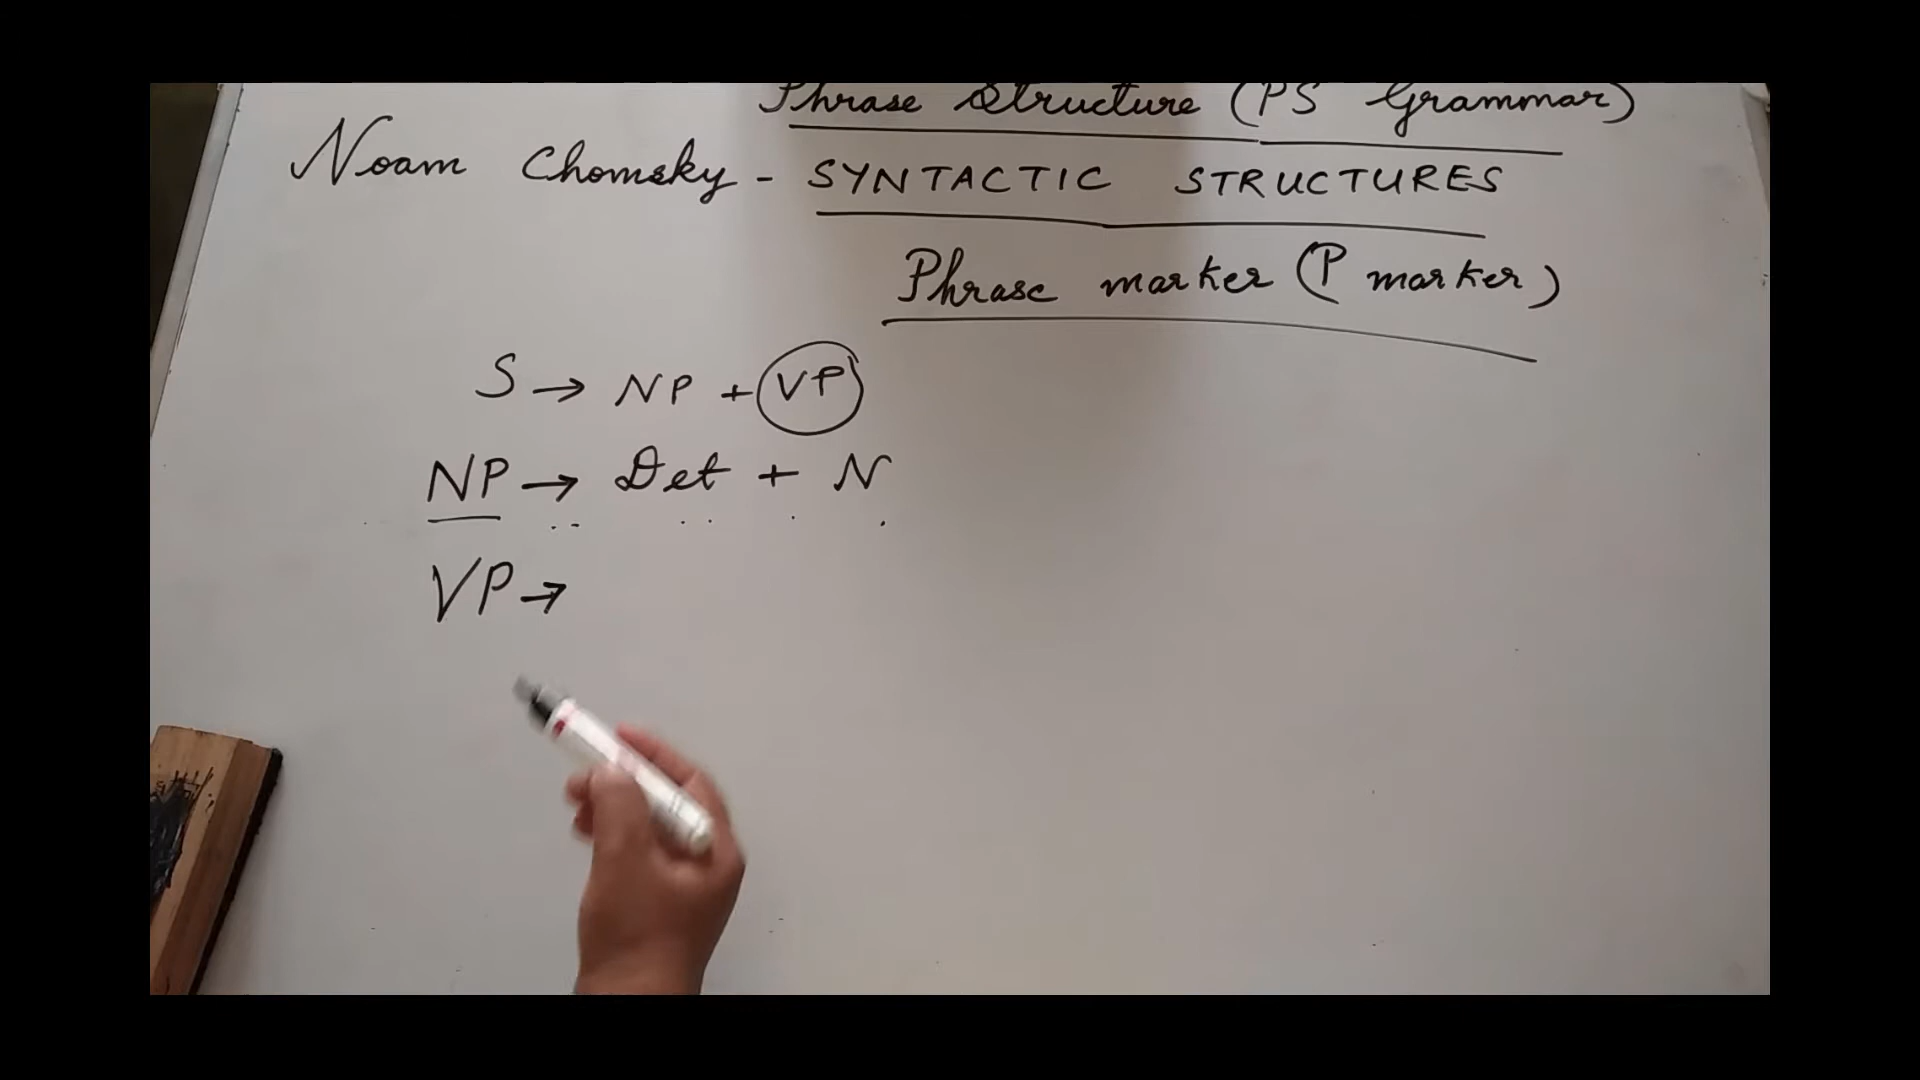 Phrase Structure (PS Grammar)
Noam Chomsky - SYNTACTIC STRUCTURES
Phrase marker (P marker)
S → NP + VP
NP → Det + N
VP →